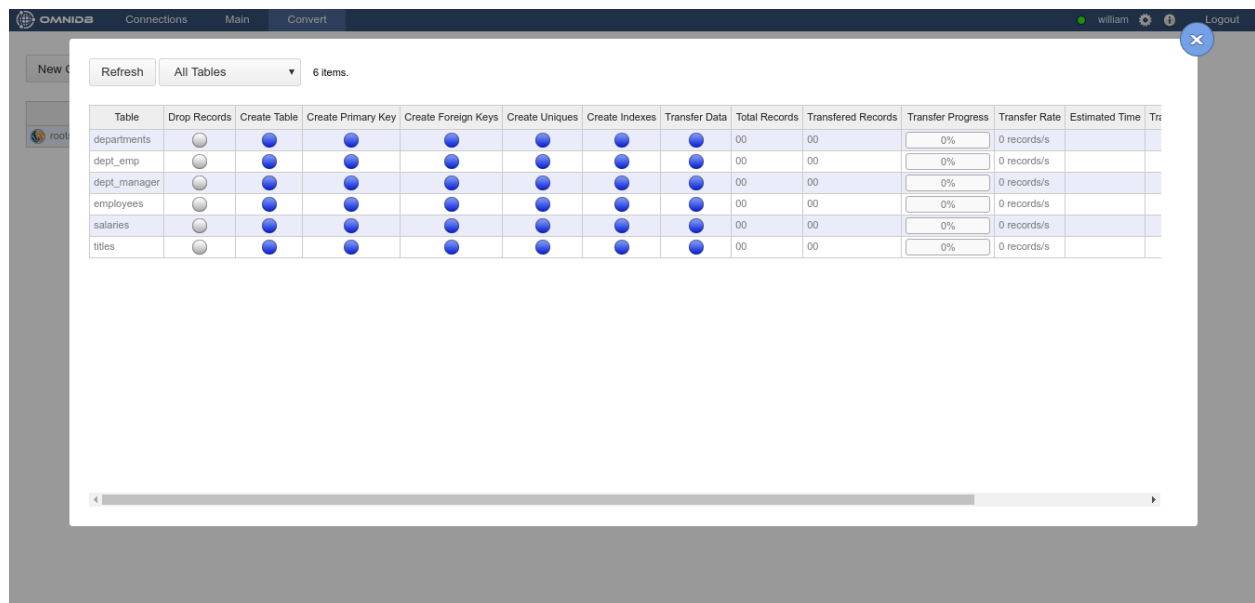 OMNIDB Connections Main Convert william Logout
New
Refresh All Tables 6 items.
Table Drop Records Create Table Create Primary Key Create Foreign Keys Create Uniques Create Indexes Transfer Data Total Records Transfered Records Transfer Progress Transfer Rate Estimated Time
departments 00 00 0% 0 records/s
root
dept_emp 00 00 0% 0 records/s
dept_manager 00 00 0% 0 records/s
employees 00 00 0% 0 records/s
salaries 00 00 0% 0 records/s
titles 00 00 0% 0 records/s